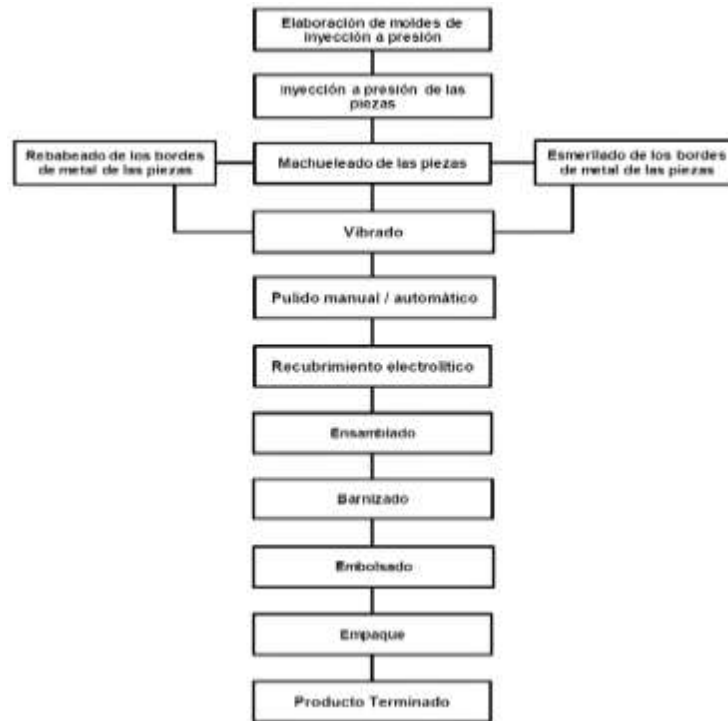 Elaboración de moldes de
inyección a presión
Inyección a presión de las
piezas
Rebabeado de los bordes
de metal de las piezas
Machueleado de las piezas
Esmerilado de los bordes
de metal de las piezas
Vibrado
Pulido manual / automático
Recubrimiento electrolítico
Ensamblado
Barnizado
Embolsado
Empaque
Producto Terminado